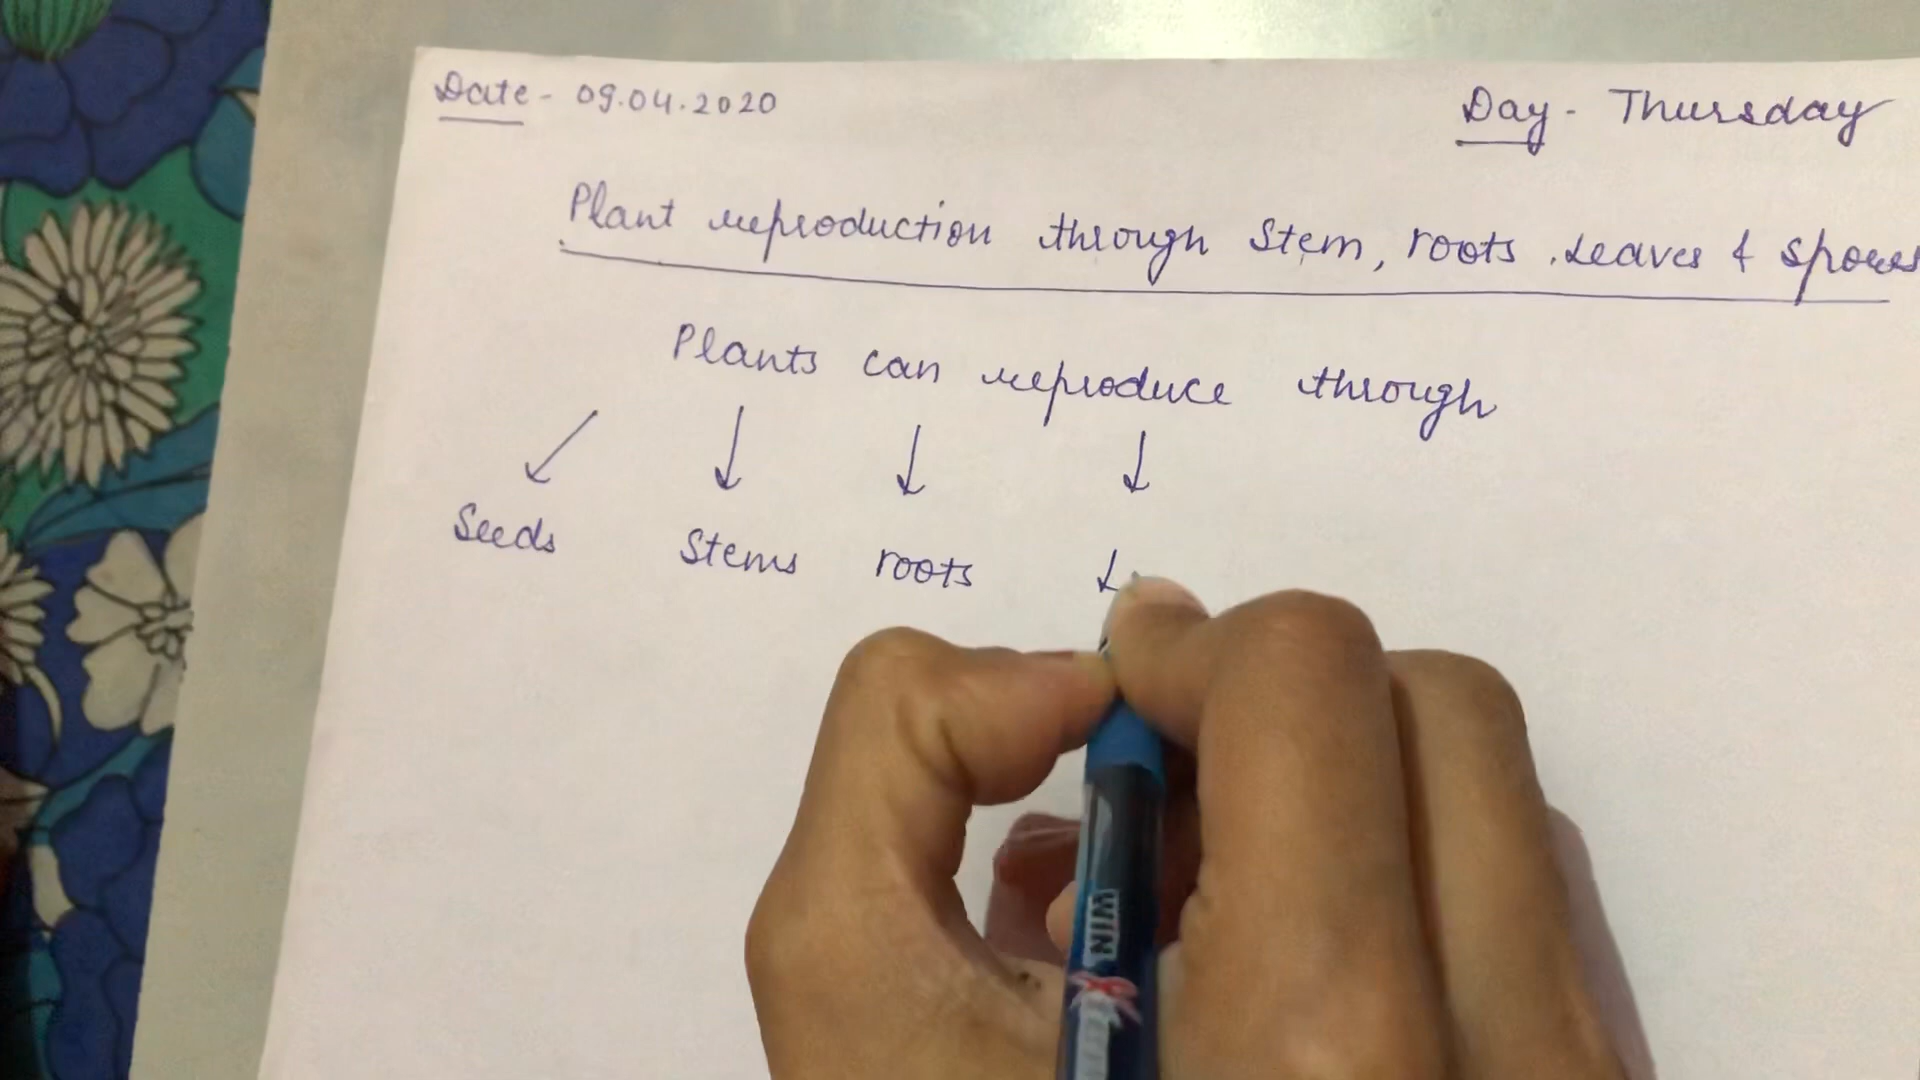 Date - 09.04.2020
Day - Thursday
Plant reproduction through Stem, roots, leaves & spores
Plants can reproduce through
Seeds Stems roots L
WIN